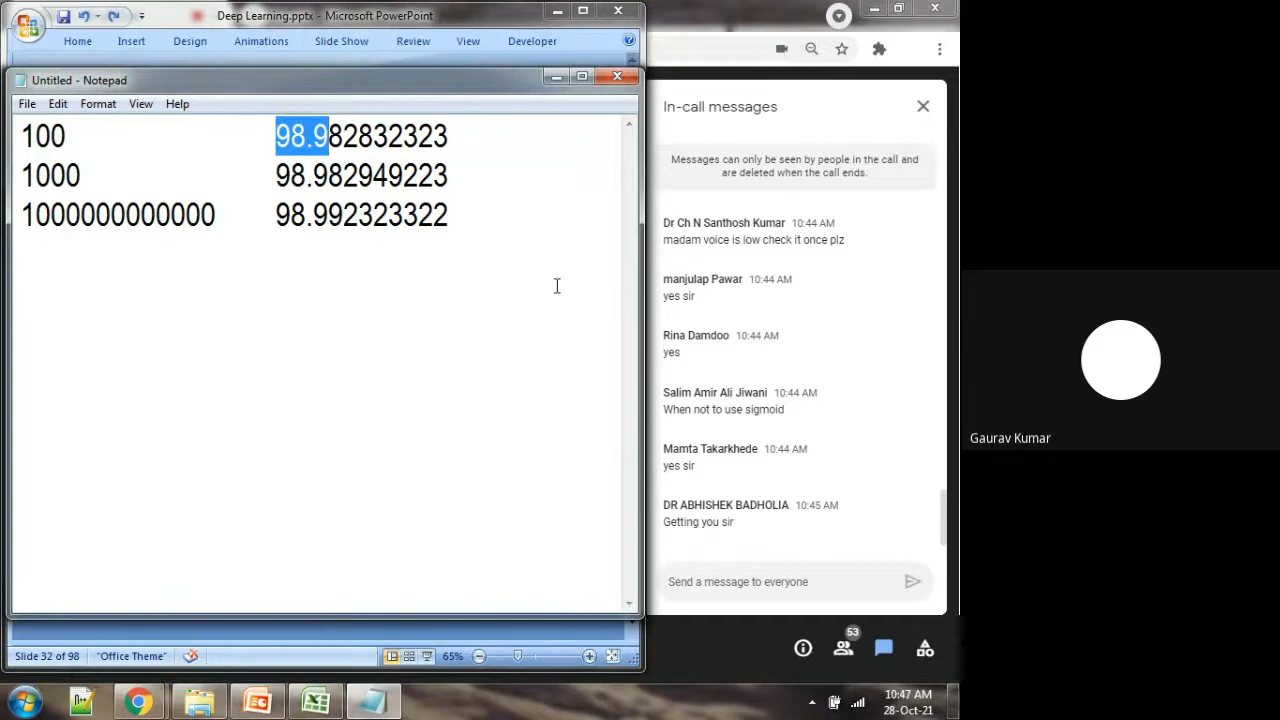 Deep Learning.pptx - Microsoft PowerPoint
Home Insert Design Animations Slide Show Review View Developer
Untitled - Notepad
File Edit Format View Help
100 98.982832323
1000 98.982949223
1000000000000 98.992323322
Slide 32 of 98 "Office Theme" 65%
In-call messages
Messages can only be seen by people in the call and
are deleted when the call ends.
Dr Ch N Santhosh Kumar 10:44 AM
madam voice is low check it once plz
manjulap Pawar 10:44 AM
yes sir
Rina Damdoo 10:44 AM
yes
Salim Amir Ali Jiwani 10:44 AM
When not to use sigmoid
Mamta Takarkhede 10:44 AM
yes sir
DR ABHISHEK BADHOLIA 10:45 AM
Getting you sir
Send a message to everyone
53
Gaurav Kumar
10:47 AM
28-Oct-21